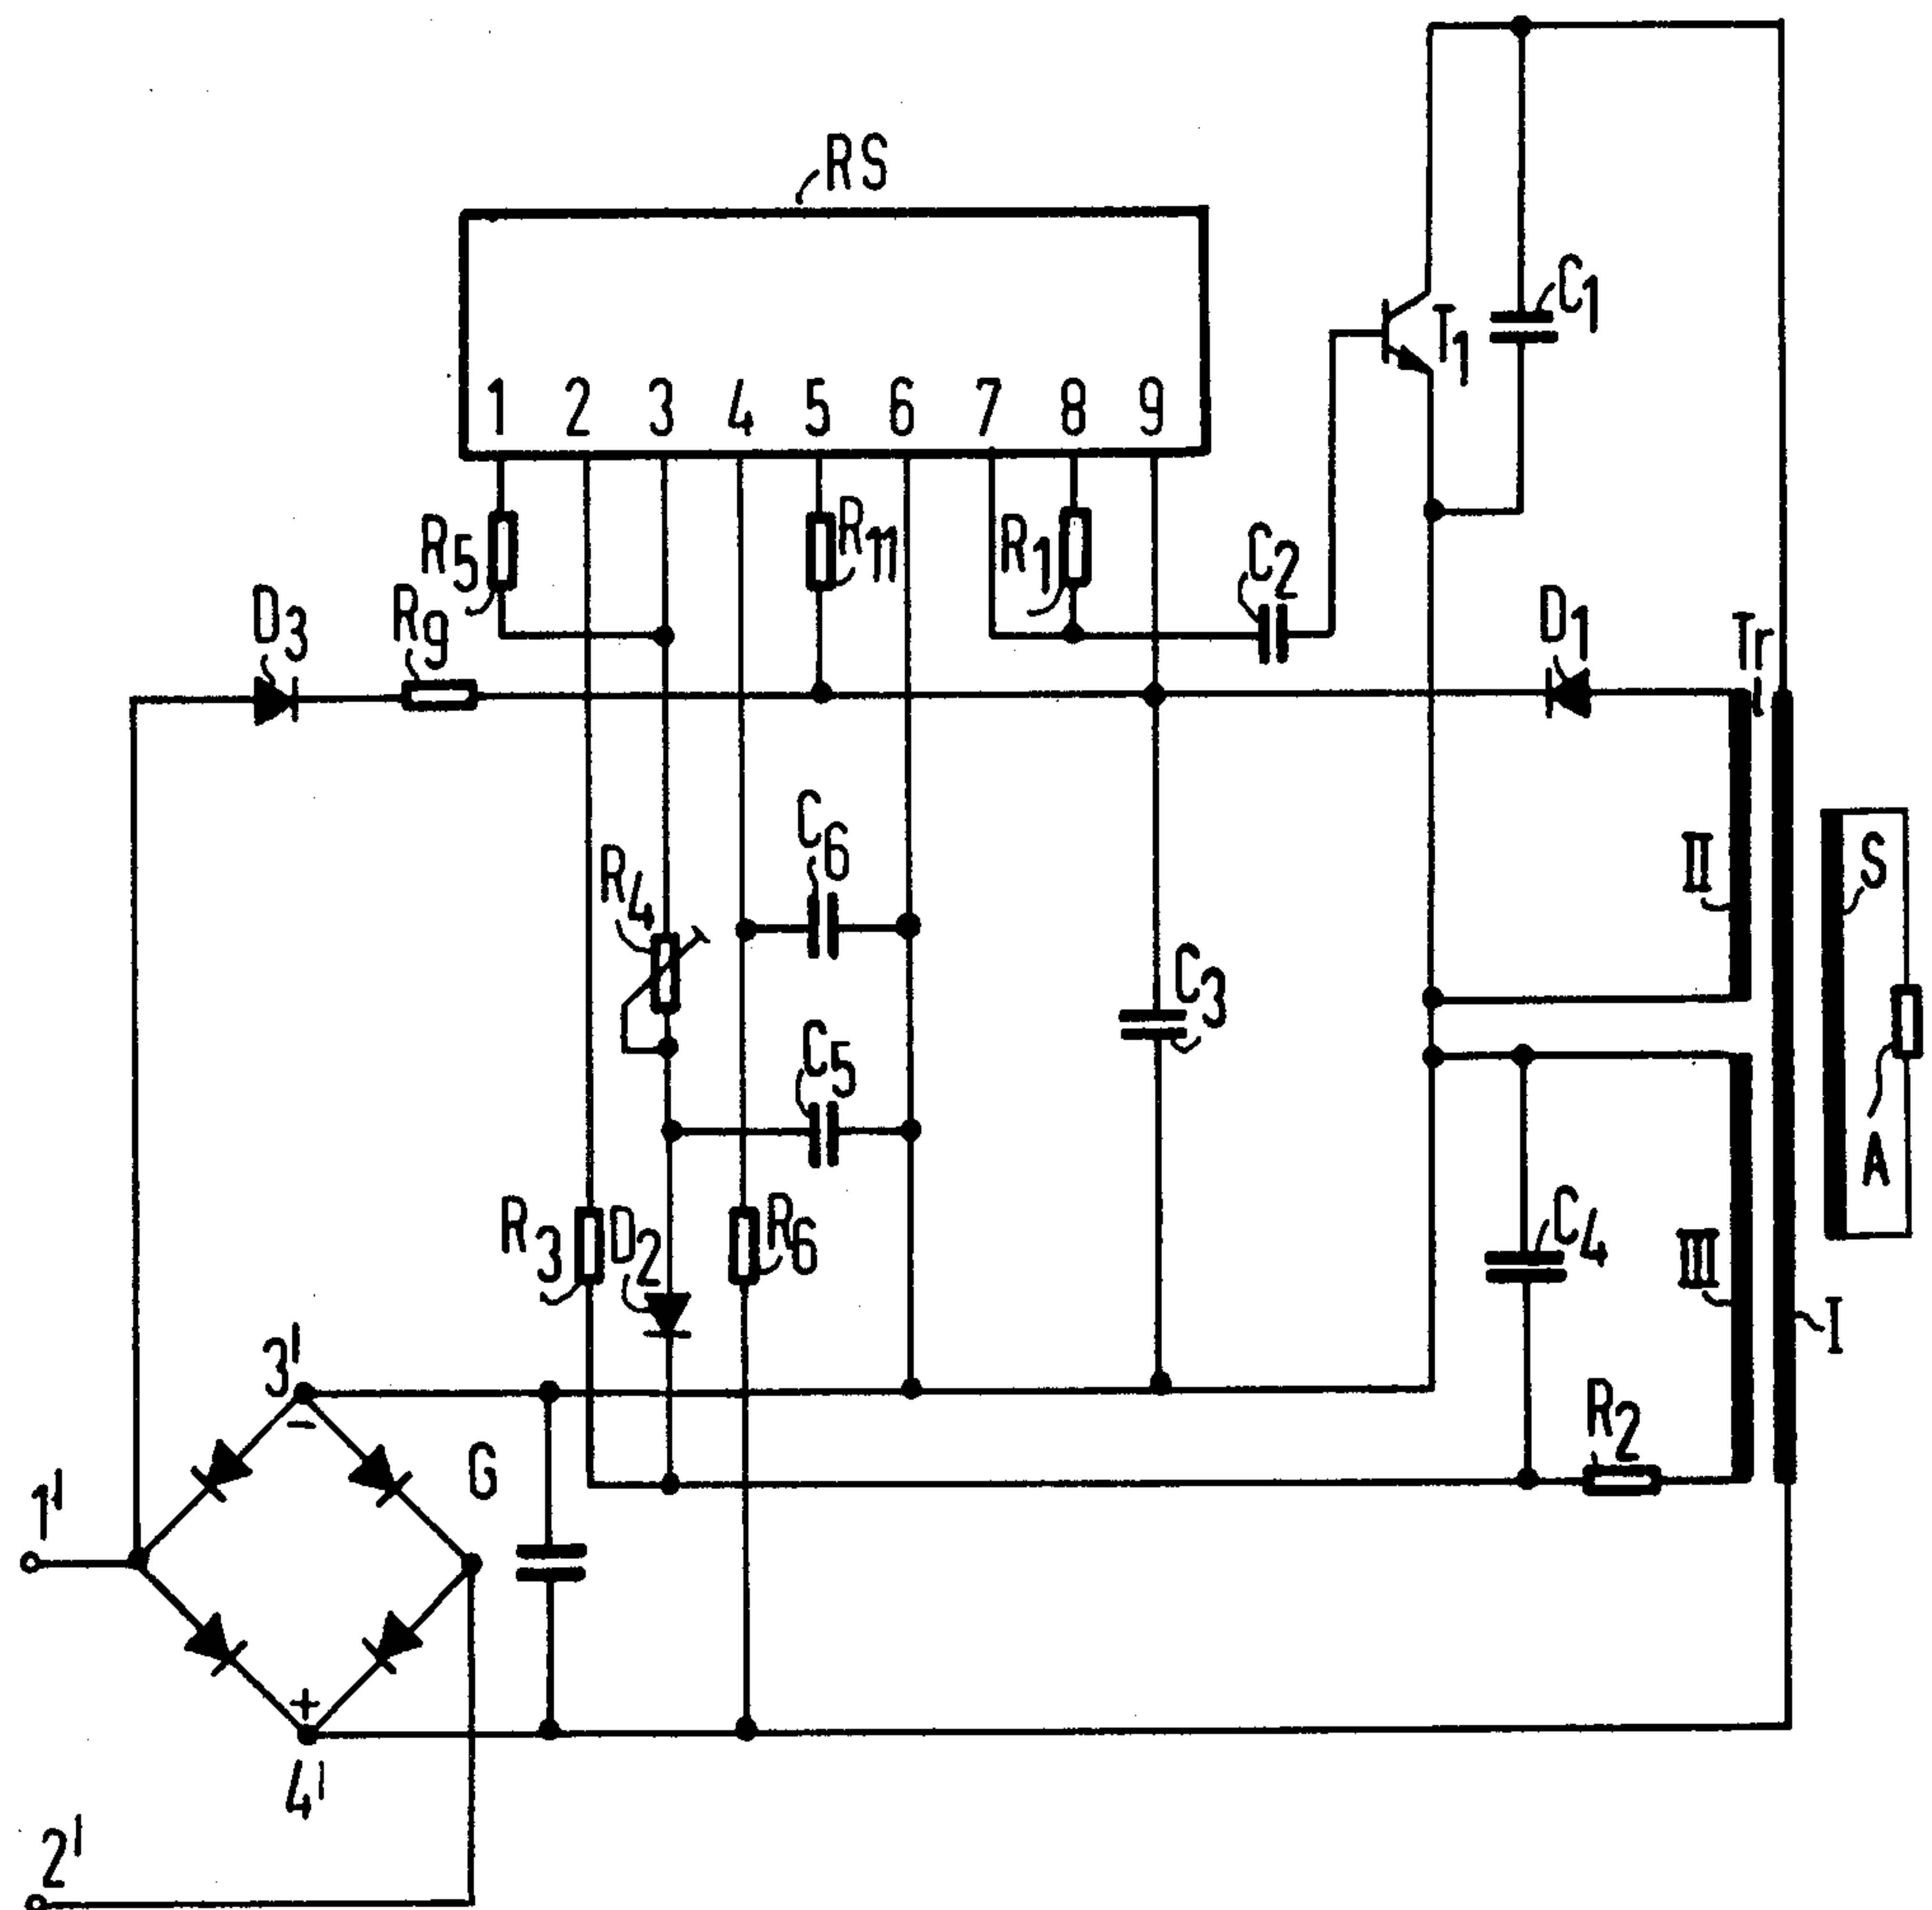 RS
C1
T1
1 2 3 4 5 6 7 8 9
R5
R11
R1
C2
D3
R9
D1
Tr
C6
R4
II
S
C3
C5
A
R3
D2
R6
C4
III
I
3'
−
R2
G
1'
+
4'
2'